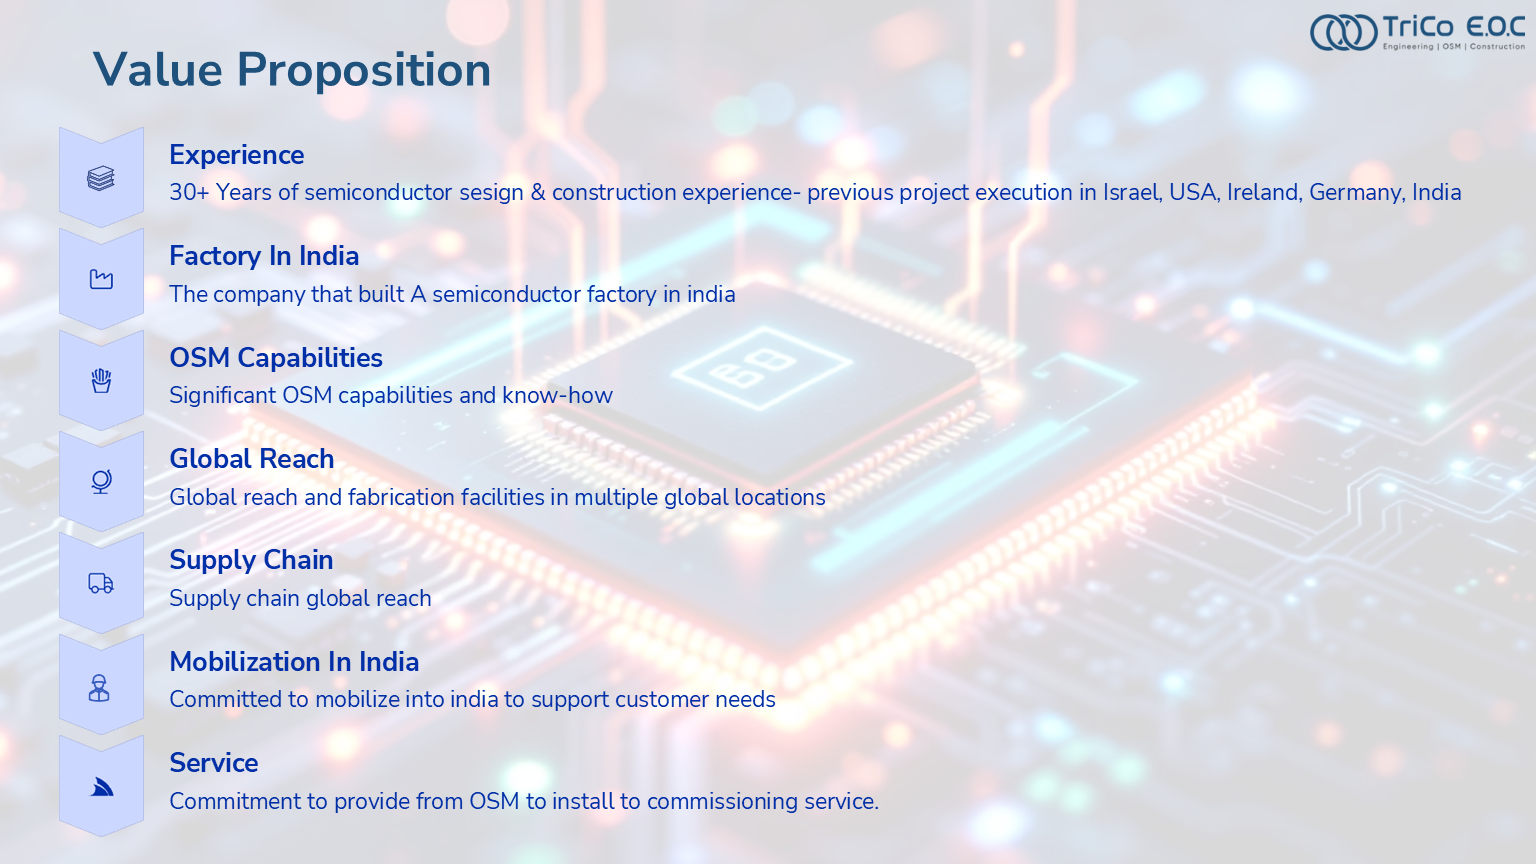 TriCo E.O.C
Engineering | OSM | Construction
Value Proposition
Experience
30+ Years of semiconductor sesign & construction experience- previous project execution in Israel, USA, Ireland, Germany, India
Factory In India
The company that built A semiconductor factory in india
OSM Capabilities
Significant OSM capabilities and know-how
Global Reach
Global reach and fabrication facilities in multiple global locations
Supply Chain
Supply chain global reach
Mobilization In India
Committed to mobilize into india to support customer needs
Service
Commitment to provide from OSM to install to commissioning service.